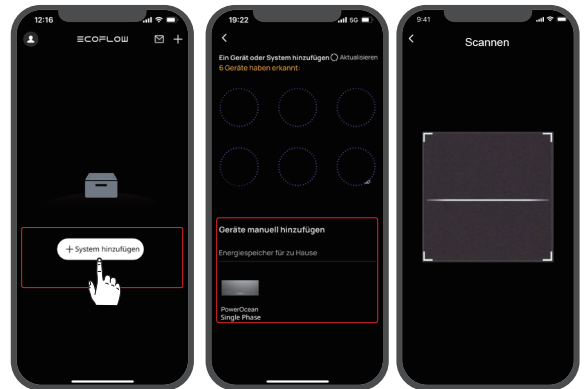 12:16
ECOFLOW
+ System hinzufügen
19:22
5G
Ein Gerät oder System hinzufügen Aktualisieren
6 Geräte haben erkannt:
Geräte manuell hinzufügen
Energiespeicher für zu Hause
PowerOcean
Single Phase
9:41
Scannen